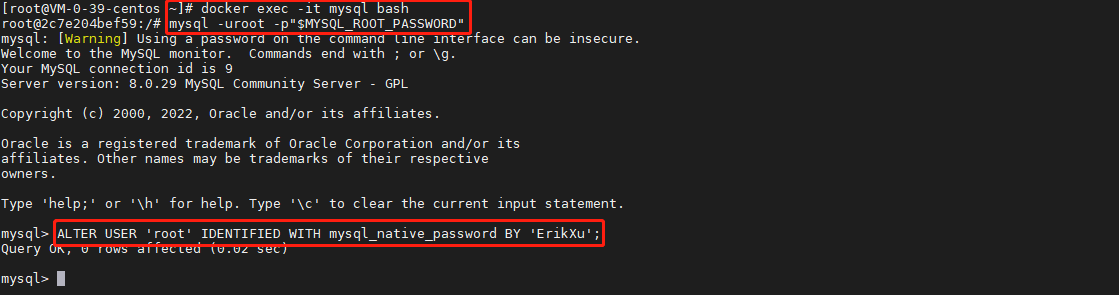 [root@VM-0-39-centos ~]# docker exec -it mysql bash
root@2c7e204bef59:/# mysql -uroot -p"$MYSQL_ROOT_PASSWORD"
mysql: [Warning] Using a password on the command line interface can be insecure.
Welcome to the MySQL monitor.  Commands end with ; or \g.
Your MySQL connection id is 9
Server version: 8.0.29 MySQL Community Server - GPL
Copyright (c) 2000, 2022, Oracle and/or its affiliates.
Oracle is a registered trademark of Oracle Corporation and/or its
affiliates. Other names may be trademarks of their respective
owners.
Type 'help;' or '\h' for help. Type '\c' to clear the current input statement.
mysql> ALTER USER 'root' IDENTIFIED WITH mysql_native_password BY 'ErikXu';
Query OK, 0 rows affected (0.02 sec)
mysql>